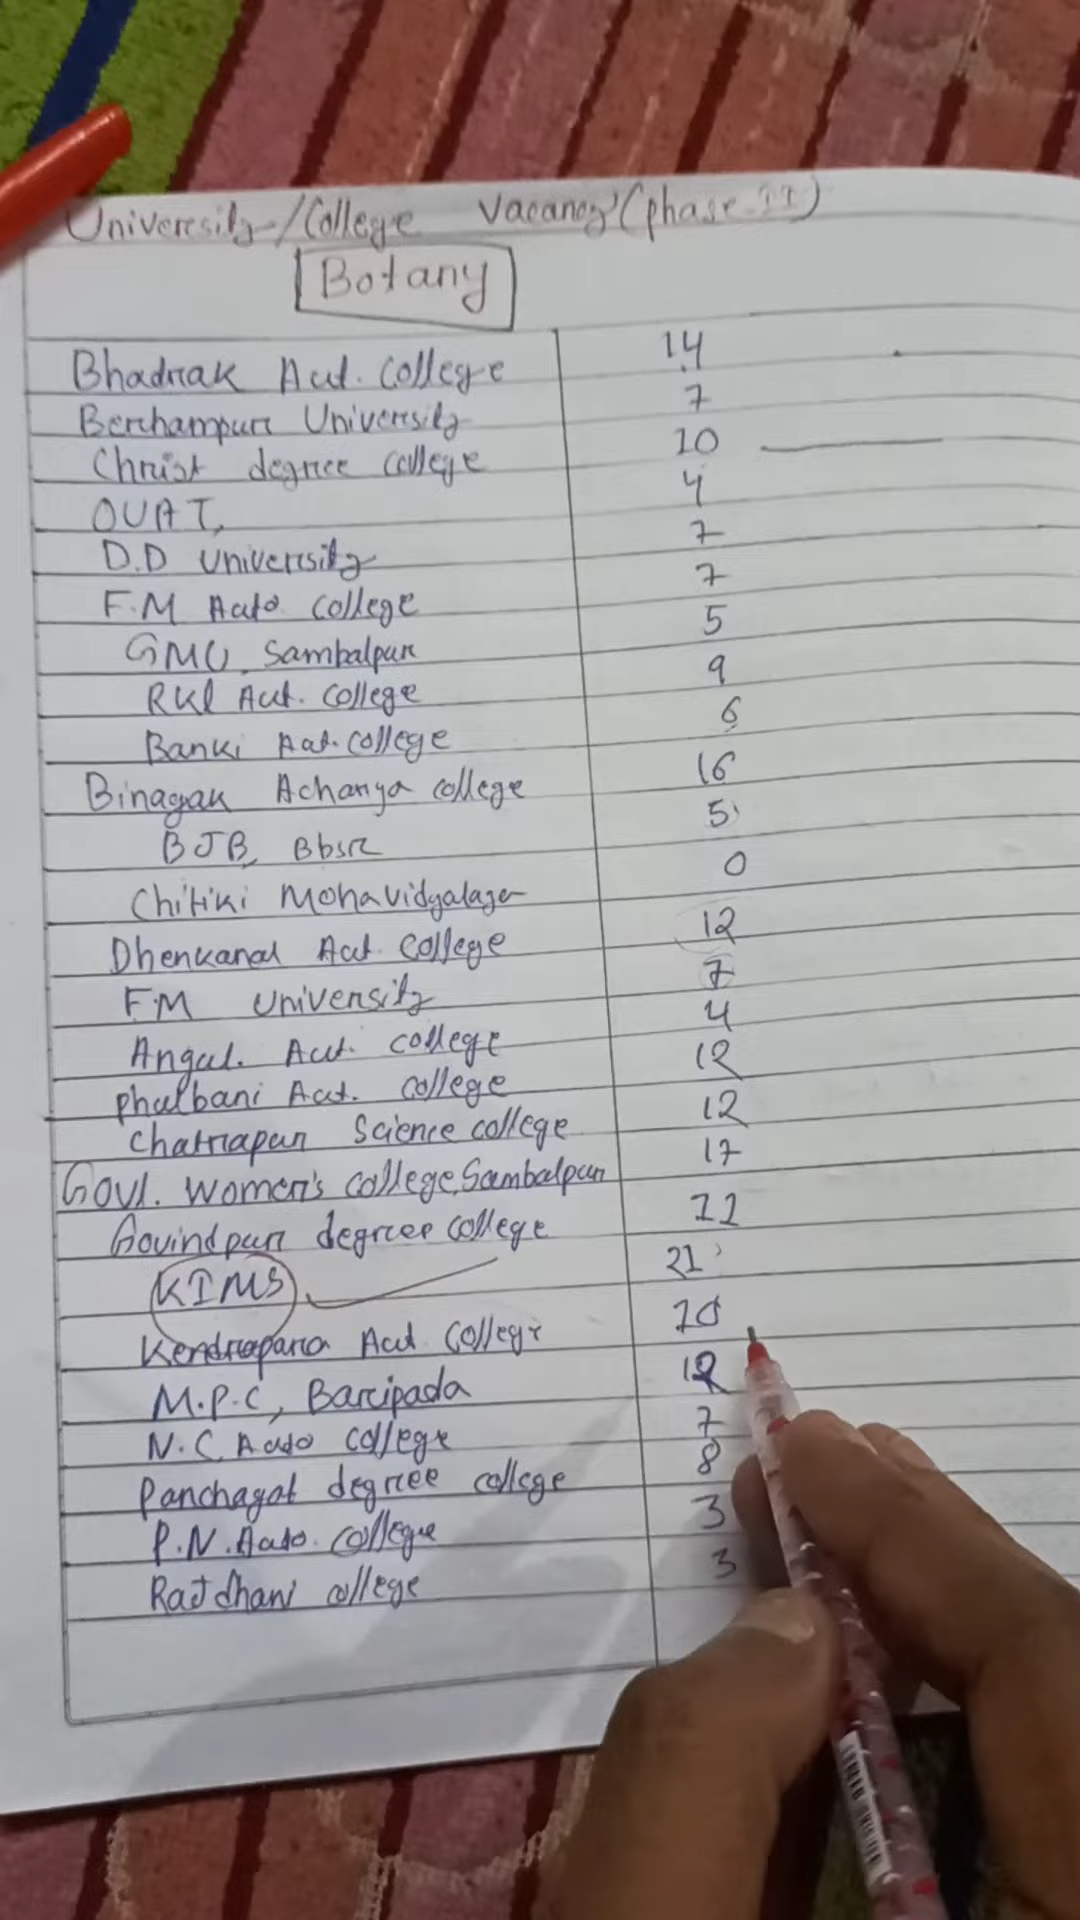 Univeresity/College Vacancy (phase-II)
Botany
Bhadrak Aut. College 14
Berhampur University 7
Christ degree college 10
OUAT, 4
D.D University 7
F.M Auto. College 7
GMU, Sambalpur 5
RKL Aut. College 9
Banki Aut. College 6
Binayak Acharya college 16
BJB, Bbsr 5
Chitiki Mohavidyalaya 0
Dhenkanal Aut. College 12
F.M University 7
Angul. Aut. college 4
Phulbani Aut. college 12
Chatrapur Science college 12
Govt. Women's college, Sambalpur 17
Govindpur degree college 11
KIMS 21
Kendrapara Aut. College 10
M.P.C, Baripada 12
N.C. Auto college 7
Panchayat degree college 8
P.N. Auto. College 3
Rajdhani college 3